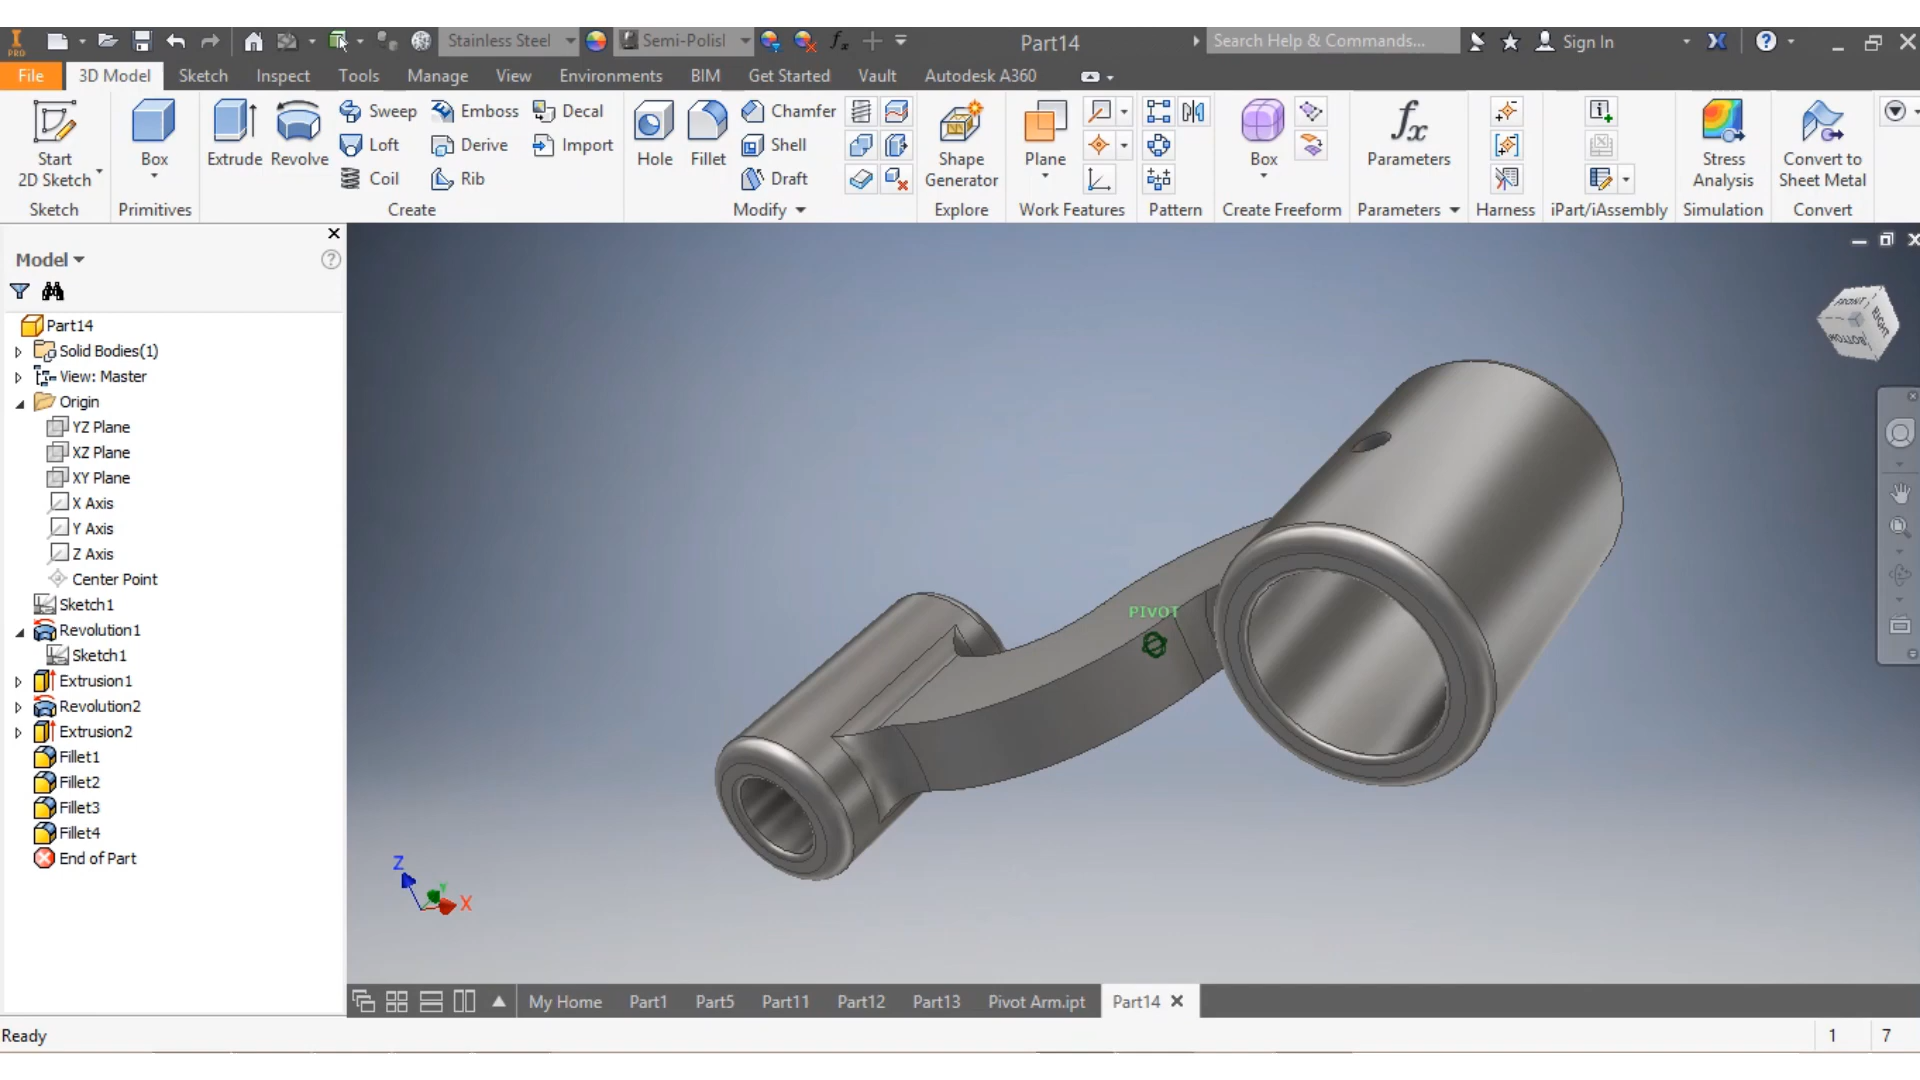 PRO
Stainless Steel
Semi-Polisl
fx
Part14
Search Help & Commands...
Sign In
File
3D Model
Sketch
Inspect
Tools
Manage
View
Environments
BIM
Get Started
Vault
Autodesk A360
Start
2D Sketch
Sketch
Box
Primitives
Extrude
Revolve
Sweep
Loft
Coil
Emboss
Derive
Rib
Decal
Import
Create
Hole
Fillet
Chamfer
Shell
Draft
Modify
Shape
Generator
Explore
Plane
Work Features
Pattern
Box
Create Freeform
fx
Parameters
Parameters
Harness
iPart/iAssembly
Stress
Analysis
Simulation
Convert to
Sheet Metal
Convert
Model
Part14
Solid Bodies(1)
View: Master
Origin
YZ Plane
XZ Plane
XY Plane
X Axis
Y Axis
Z Axis
Center Point
Sketch1
Revolution1
Sketch1
Extrusion1
Revolution2
Extrusion2
Fillet1
Fillet2
Fillet3
Fillet4
End of Part
FRONT
RIGHT
BOTTOM
PIVOT
Z
Y
X
My Home
Part1
Part5
Part11
Part12
Part13
Pivot Arm.ipt
Part14
Ready
1
7